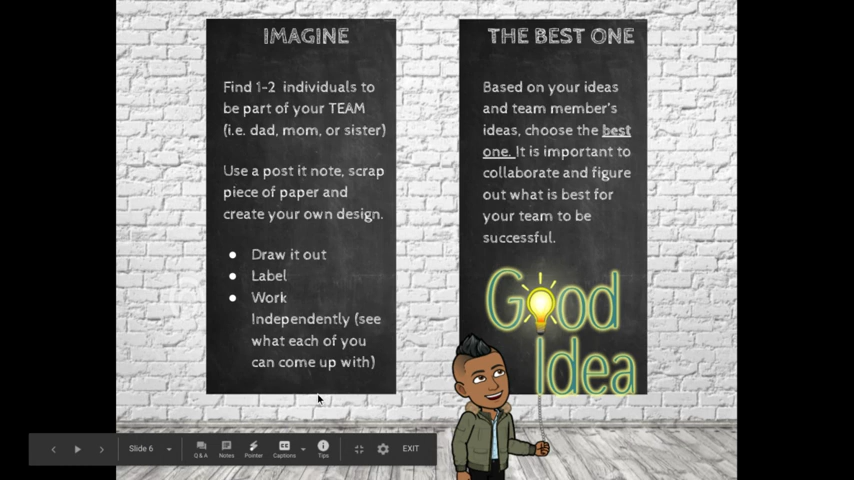 IMAGINE
Find 1-2 individuals to
be part of your TEAM
(i.e. dad, mom, or sister)
Use a post it note, scrap
piece of paper and
create your own design.
● Draw it out
● Label
● Work
Independently (see
what each of you
can come up with)
THE BEST ONE
Based on your ideas
and team member's
ideas, choose the best
one. It is important to
collaborate and figure
out what is best for
your team to be
successful.
Good
Idea
Slide 6
Q & A
Notes
Pointer
Captions
Tips
EXIT